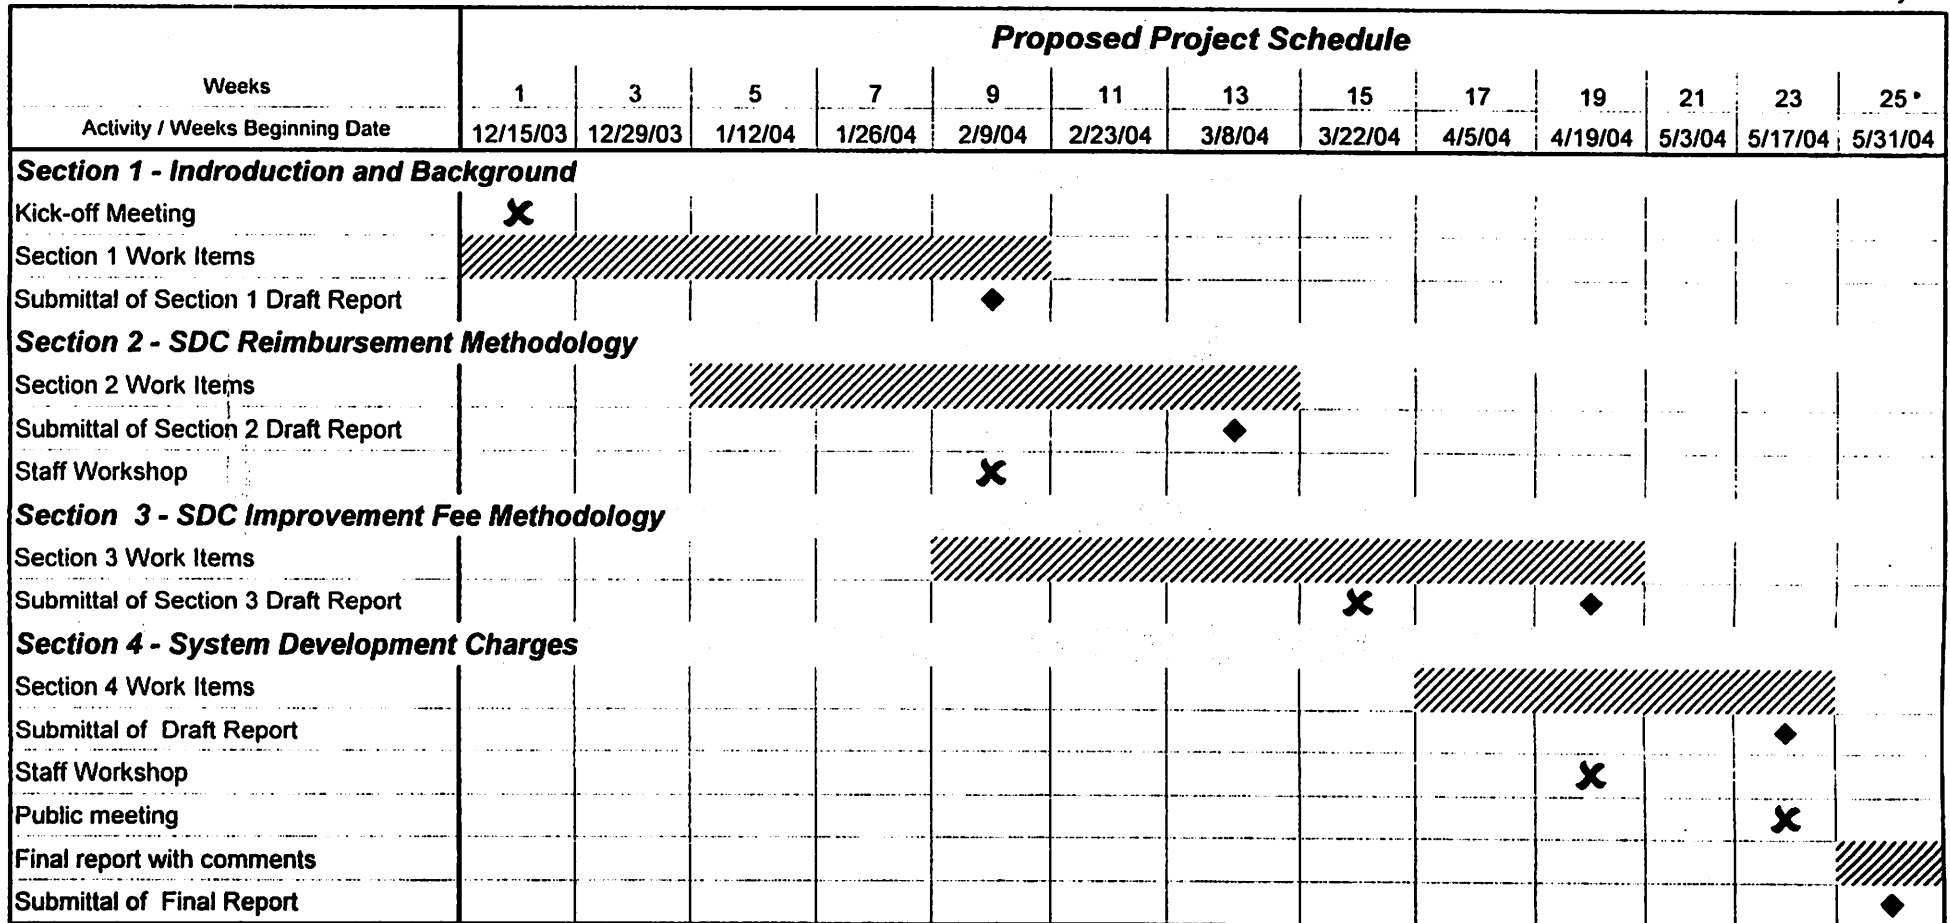 Proposed Project Schedule
Weeks 1 3 5 7 9 11 13 15 17 19 21 23 25
Activity / Weeks Beginning Date 12/15/03 12/29/03 1/12/04 1/26/04 2/9/04 2/23/04 3/8/04 3/22/04 4/5/04 4/19/04 5/3/04 5/17/04 5/31/04
Section 1 - Indroduction and Background
Kick-off Meeting
Section 1 Work Items
Submittal of Section 1 Draft Report
Section 2 - SDC Reimbursement Methodology
Section 2 Work Items
Submittal of Section 2 Draft Report
Staff Workshop
Section 3 - SDC Improvement Fee Methodology
Section 3 Work Items
Submittal of Section 3 Draft Report
Section 4 - System Development Charges
Section 4 Work Items
Submittal of Draft Report
Staff Workshop
Public meeting
Final report with comments
Submittal of Final Report